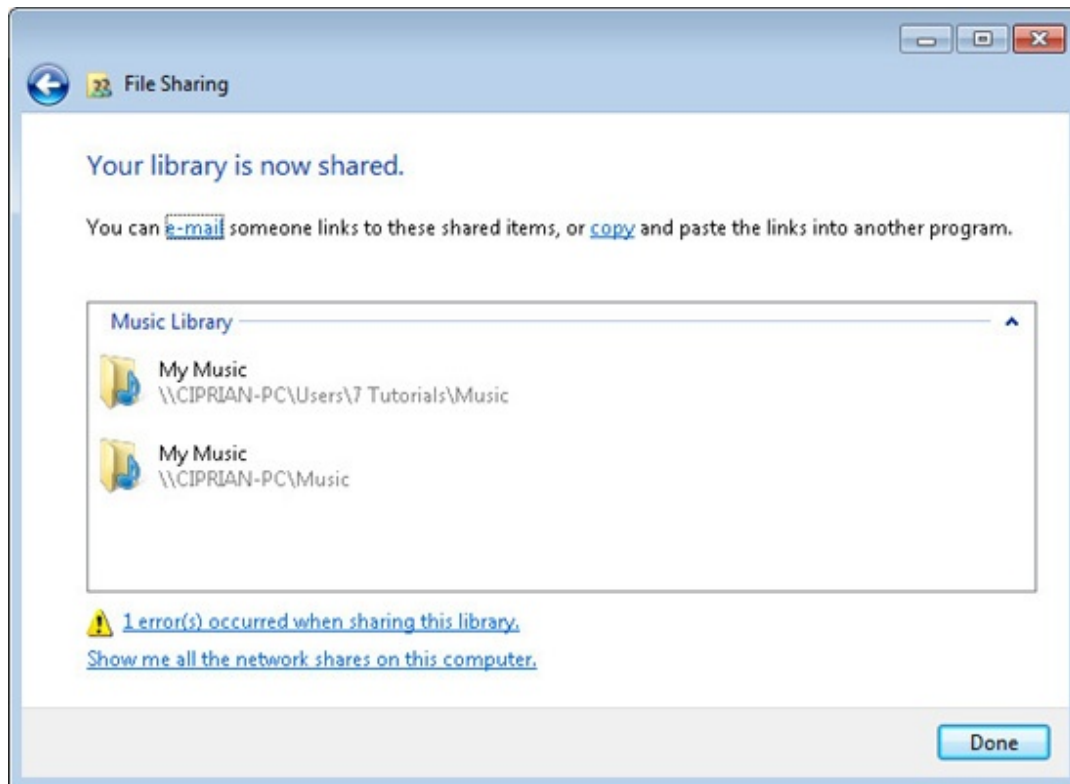 File Sharing
Your library is now shared.
You can e-mail someone links to these shared items, or copy and paste the links into another program.
Music Library
My Music
\\CIPRIAN-PC\Users\7 Tutorials\Music
My Music
\\CIPRIAN-PC\Music
1 error(s) occurred when sharing this library.
Show me all the network shares on this computer.
Done